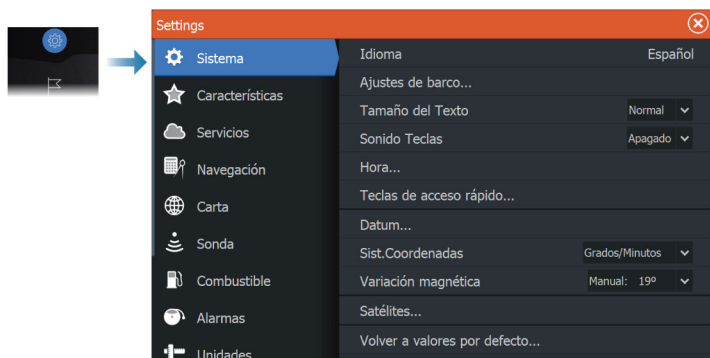 Settings
Sistema
Características
Servicios
Navegación
Carta
Sonda
Combustible
Alarmas
Unidades
Idioma Español
Ajustes de barco...
Tamaño del Texto Normal
Sonido Teclas Apagado
Hora...
Teclas de acceso rápido...
Datum...
Sist.Coordenadas Grados/Minutos
Variación magnética Manual: 19º
Satélites...
Volver a valores por defecto...